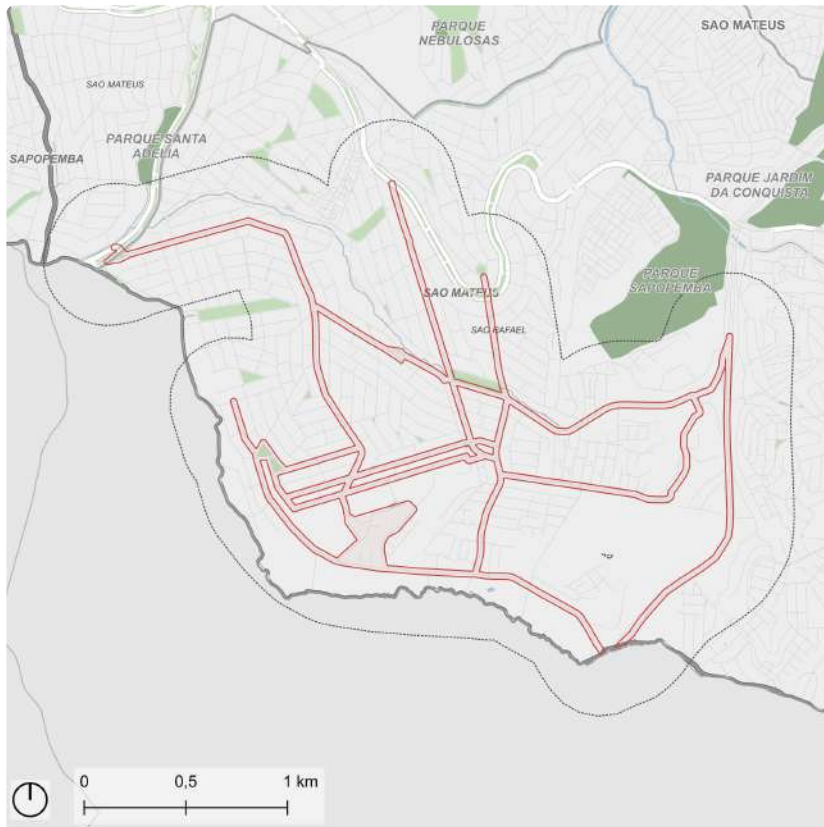 PARQUE
NEBULOSAS
SAO MATEUS
SAO MATEUS
PARQUE SANTA
ADELIA
SAPOPEMBA
PARQUE JARDIM
DA CONQUISTA
PARQUE
SAPOPEMBA
SAO MATEUS
SAO RAFAEL
0 0,5 1 km